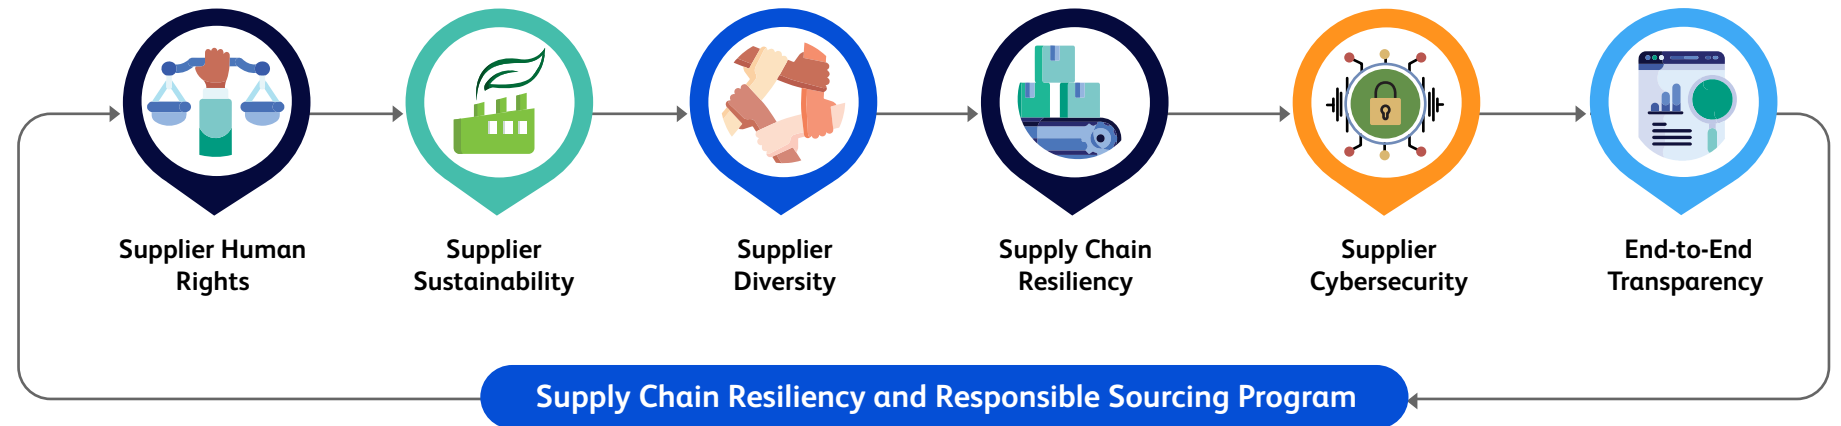 Supplier Human
Rights
Supplier
Sustainability
Supplier
Diversity
Supply Chain
Resiliency
Supplier
Cybersecurity
End-to-End
Transparency
Supply Chain Resiliency and Responsible Sourcing Program